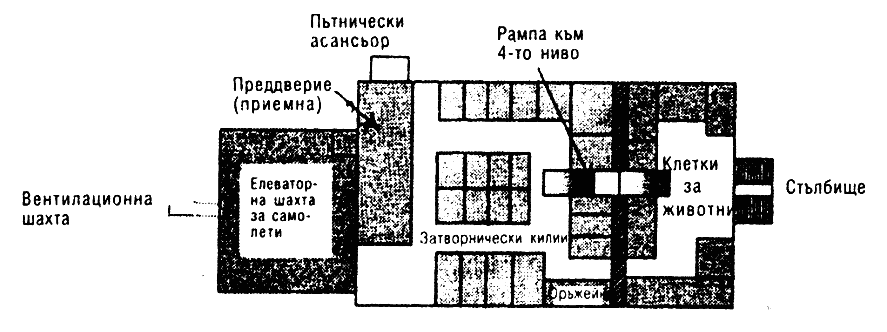 Пътнически
асансьор
Рампа към
4-то ниво
Преддверие
(приемна)
Вентилационна
шахта
Елеватор-
на шахта
за само-
лети
Клетки
за
животни
Стълбище
Затворнически килии
Оръжей